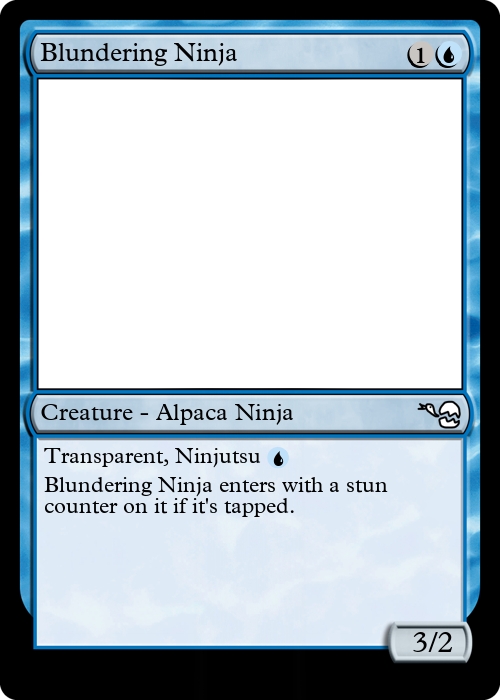 Blundering Ninja 1
Creature - Alpaca Ninja
Transparent, Ninjutsu
Blundering Ninja enters with a stun
counter on it if it's tapped.
3/2